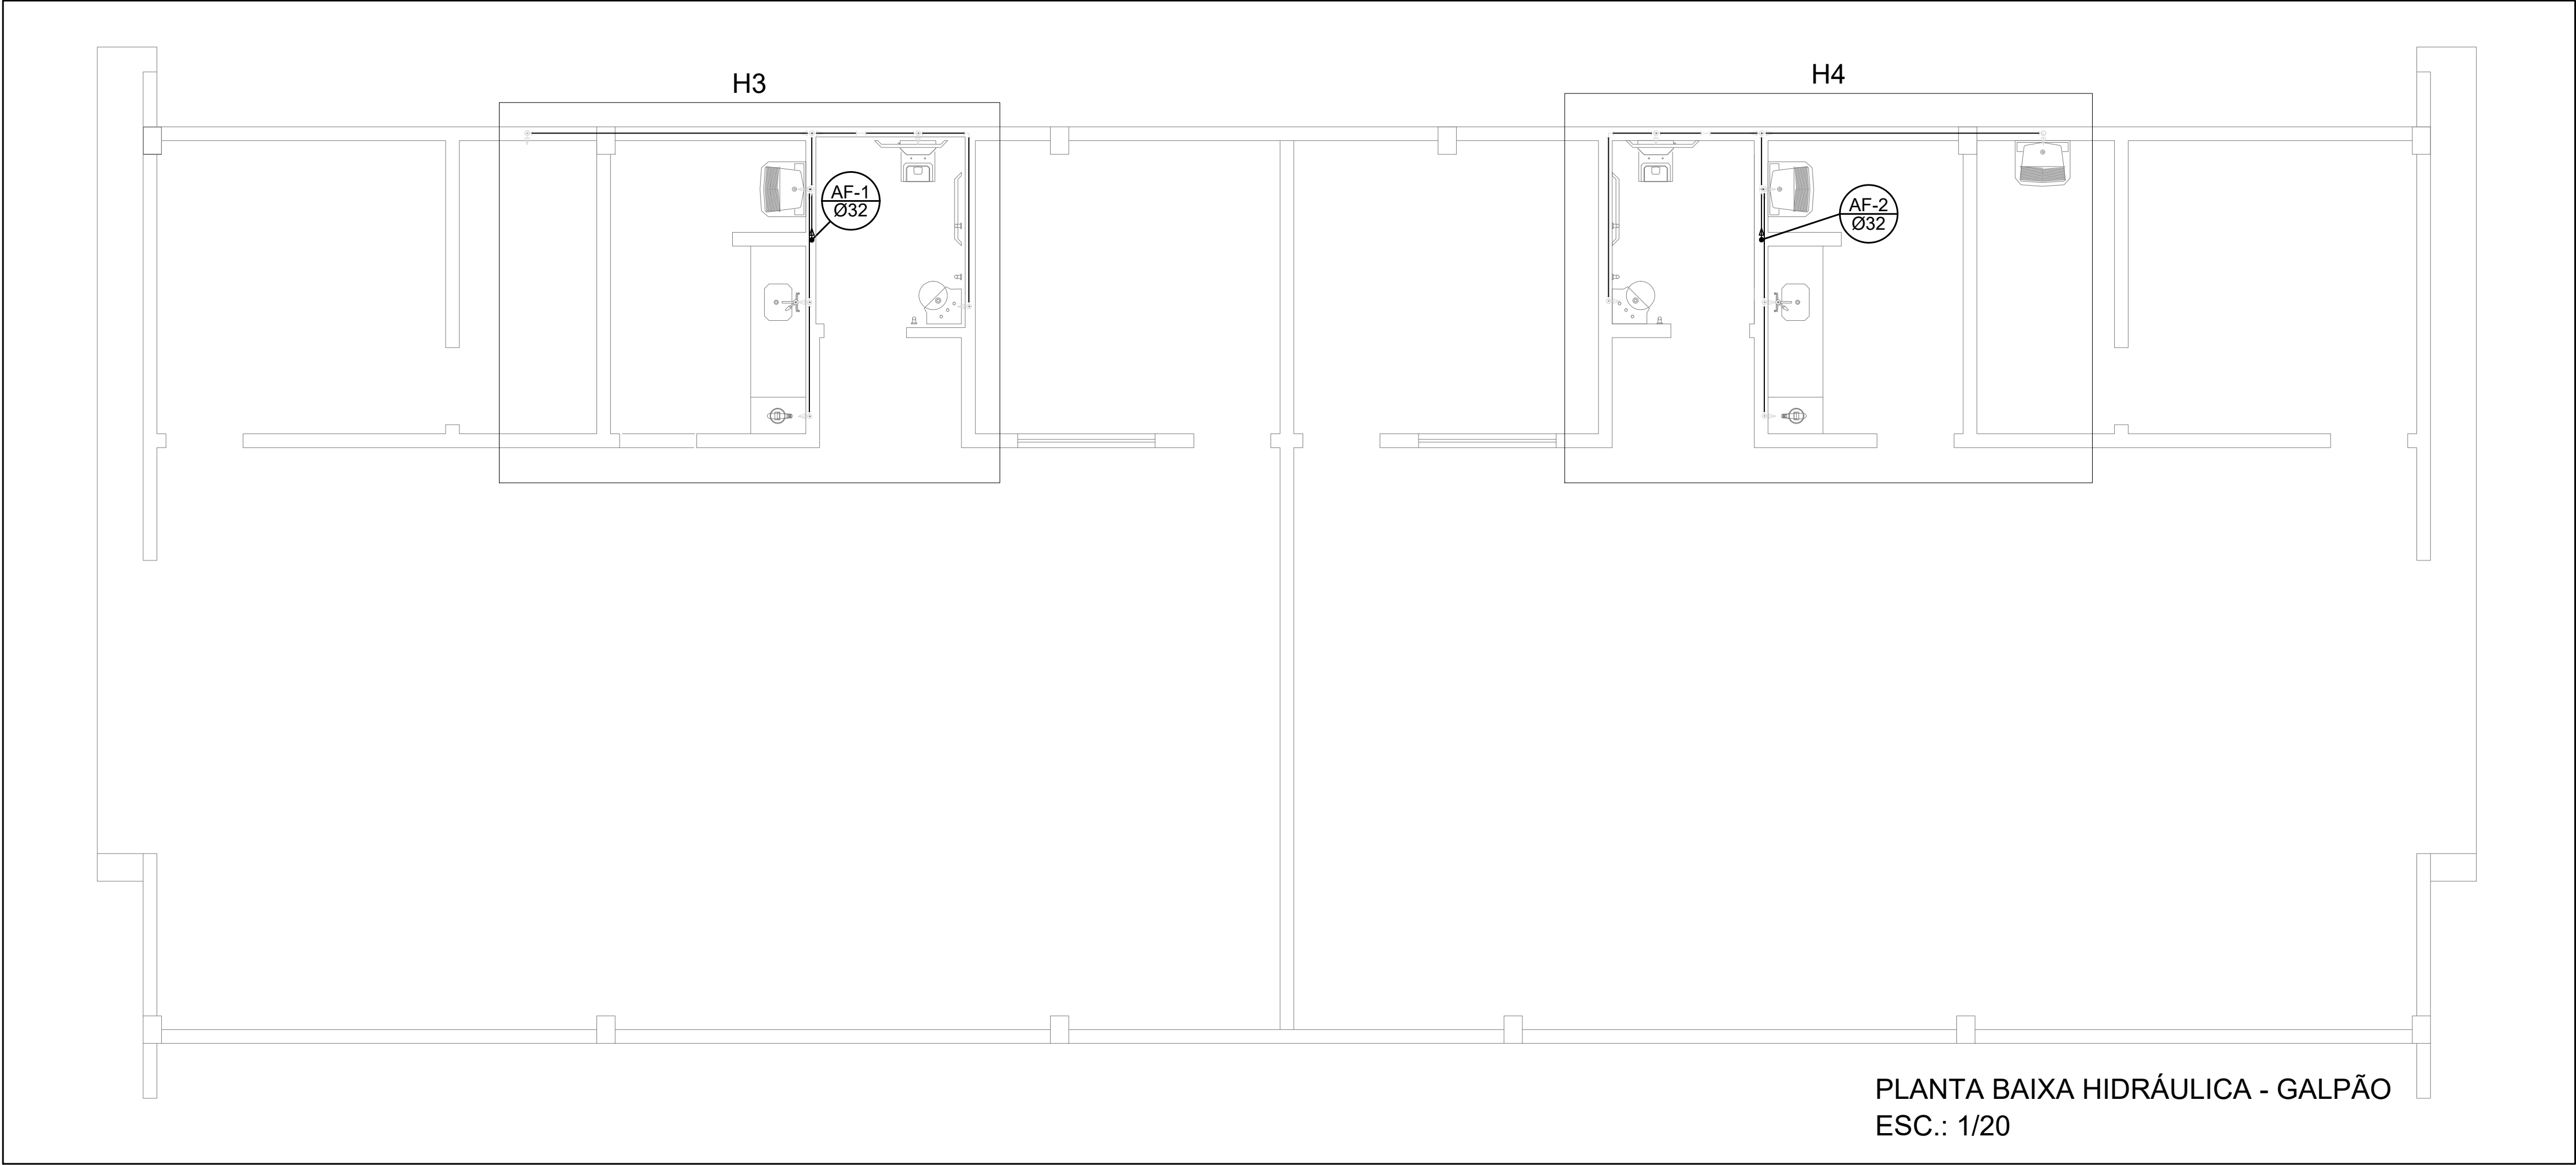 H3
H4
AF-1
Ø32
AF-2
Ø32
PLANTA BAIXA HIDRÁULICA - GALPÃO
ESC.: 1/20